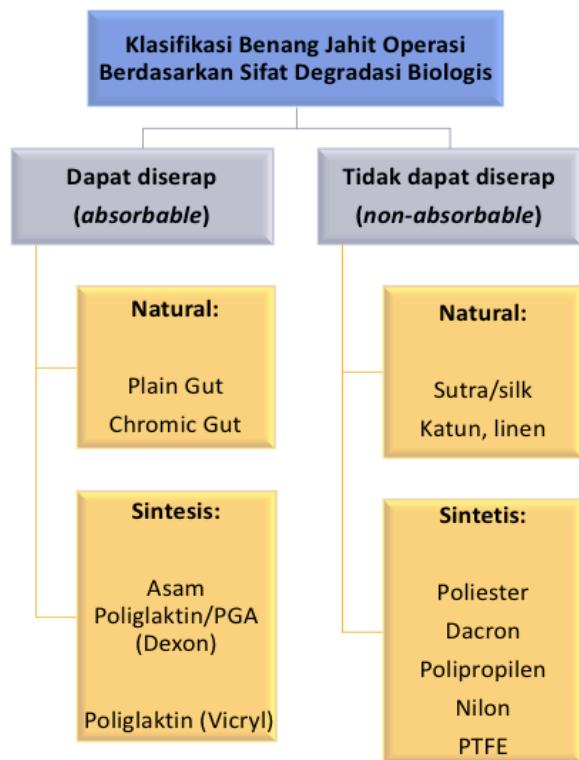 Klasifikasi Benang Jahit Operasi
Berdasarkan Sifat Degradasi Biologis
Dapat diserap
(absorbable)
Natural:
Plain Gut
Chromic Gut
Sintesis:
Asam
Poliglaktin/PGA
(Dexon)
Poliglaktin (Vicryl)
Tidak dapat diserap
(non-absorbable)
Natural:
Sutra/silk
Katun, linen
Sintetis:
Poliester
Dacron
Polipropilen
Nilon
PTFE